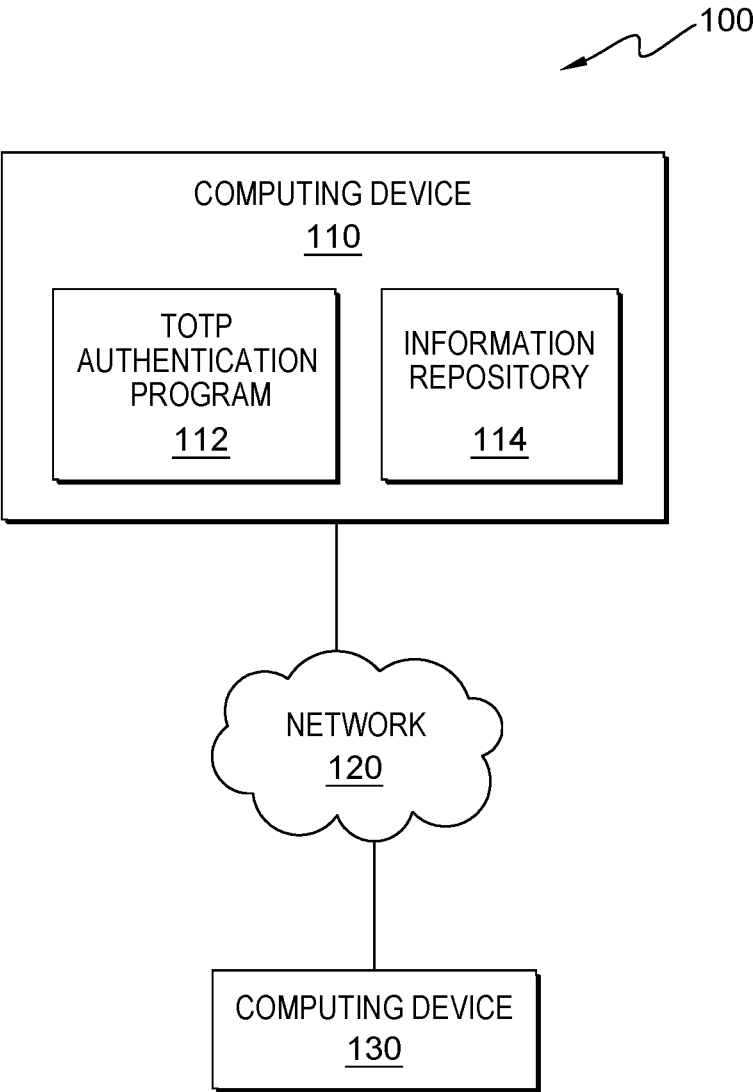 100
COMPUTING DEVICE
110
TOTP
AUTHENTICATION
PROGRAM
112
INFORMATION
REPOSITORY
114
NETWORK
120
COMPUTING DEVICE
130